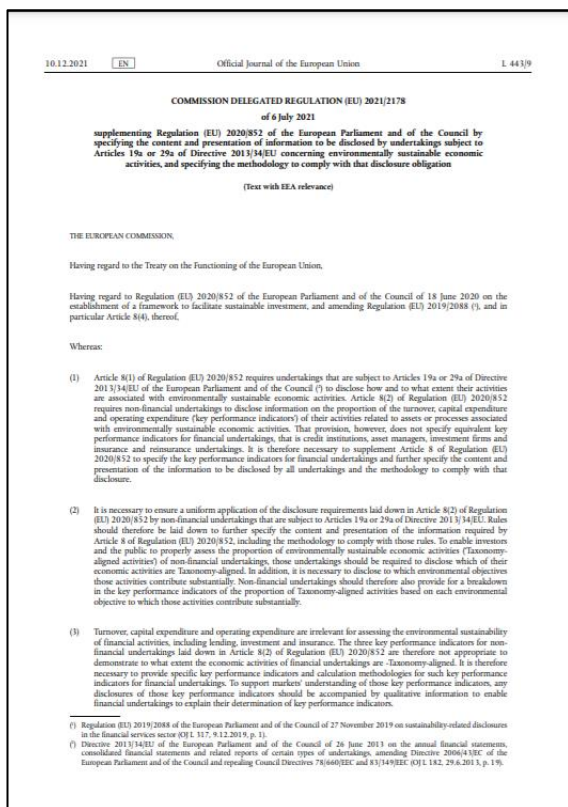 10.12.2021 EN Official Journal of the European Union L 443/9
COMMISSION DELEGATED REGULATION (EU) 2021/2178
of 6 July 2021
supplementing Regulation (EU) 2020/852 of the European Parliament and of the Council by
specifying the content and presentation of information to be disclosed by undertakings subject to
Articles 19a or 29a of Directive 2013/34/EU concerning environmentally sustainable economic
activities, and specifying the methodology to comply with that disclosure obligation
(Text with EEA relevance)
THE EUROPEAN COMMISSION,
Having regard to the Treaty on the Functioning of the European Union,
Having regard to Regulation (EU) 2020/852 of the European Parliament and of the Council of 18 June 2020 on the
establishment of a framework to facilitate sustainable investment, and amending Regulation (EU) 2019/2088 (¹), and in
particular Article 8(4), thereof,
Whereas:
(1) Article 8(1) of Regulation (EU) 2020/852 requires undertakings that are subject to Articles 19a or 29a of Directive
2013/34/EU of the European Parliament and of the Council (²) to disclose how and to what extent their activities
are associated with environmentally sustainable economic activities. Article 8(2) of Regulation (EU) 2020/852
requires non-financial undertakings to disclose information on the proportion of the turnover, capital expenditure
and operating expenditure (‘key performance indicators’) of their activities related to assets or processes associated
with environmentally sustainable economic activities. That provision, however, does not specify equivalent key
performance indicators for financial undertakings, that is credit institutions, asset managers, investment firms and
insurance and reinsurance undertakings. It is therefore necessary to supplement Article 8 of Regulation (EU)
2020/852 to specify the key performance indicators for financial undertakings and further specify the content and
presentation of the information to be disclosed by all undertakings and the methodology to comply with that
disclosure.
(2) It is necessary to ensure a uniform application of the disclosure requirements laid down in Article 8(2) of Regulation
(EU) 2020/852 by non-financial undertakings that are subject to Articles 19a or 29a of Directive 2013/34/EU. Rules
should therefore be laid down to further specify the content and presentation of the information required by
Article 8 of Regulation (EU) 2020/852, including the methodology to comply with those rules. To enable investors
and the public to properly assess the proportion of environmentally sustainable economic activities (‘Taxonomy-
aligned activities’) of non-financial undertakings, those undertakings should be required to disclose which of their
economic activities are Taxonomy-aligned. In addition, it is necessary to disclose to which environmental objectives
those activities contribute substantially. Non-financial undertakings should therefore also provide for a breakdown
in the key performance indicators of the proportion of Taxonomy-aligned activities based on each environmental
objective to which those activities contribute substantially.
(3) Turnover, capital expenditure and operating expenditure are irrelevant for assessing the environmental sustainability
of financial activities, including lending, investment and insurance. The three key performance indicators for non-
financial undertakings laid down in Article 8(2) of Regulation (EU) 2020/852 are therefore not appropriate to
demonstrate to what extent the economic activities of financial undertakings are -Taxonomy-aligned. It is therefore
necessary to provide specific key performance indicators and calculation methodologies for such key performance
indicators for financial undertakings. To support markets’ understanding of those key performance indicators, any
disclosures of those key performance indicators should be accompanied by qualitative information to enable
financial undertakings to explain their determination of key performance indicators.
(¹) Regulation (EU) 2019/2088 of the European Parliament and of the Council of 27 November 2019 on sustainability-related disclosures
in the financial services sector (OJ L 317, 9.12.2019, p. 1).
(²) Directive 2013/34/EU of the European Parliament and of the Council of 26 June 2013 on the annual financial statements,
consolidated financial statements and related reports of certain types of undertakings, amending Directive 2006/43/EC of the
European Parliament and of the Council and repealing Council Directives 78/660/EEC and 83/349/EEC (OJ L 182, 29.6.2013, p. 19).